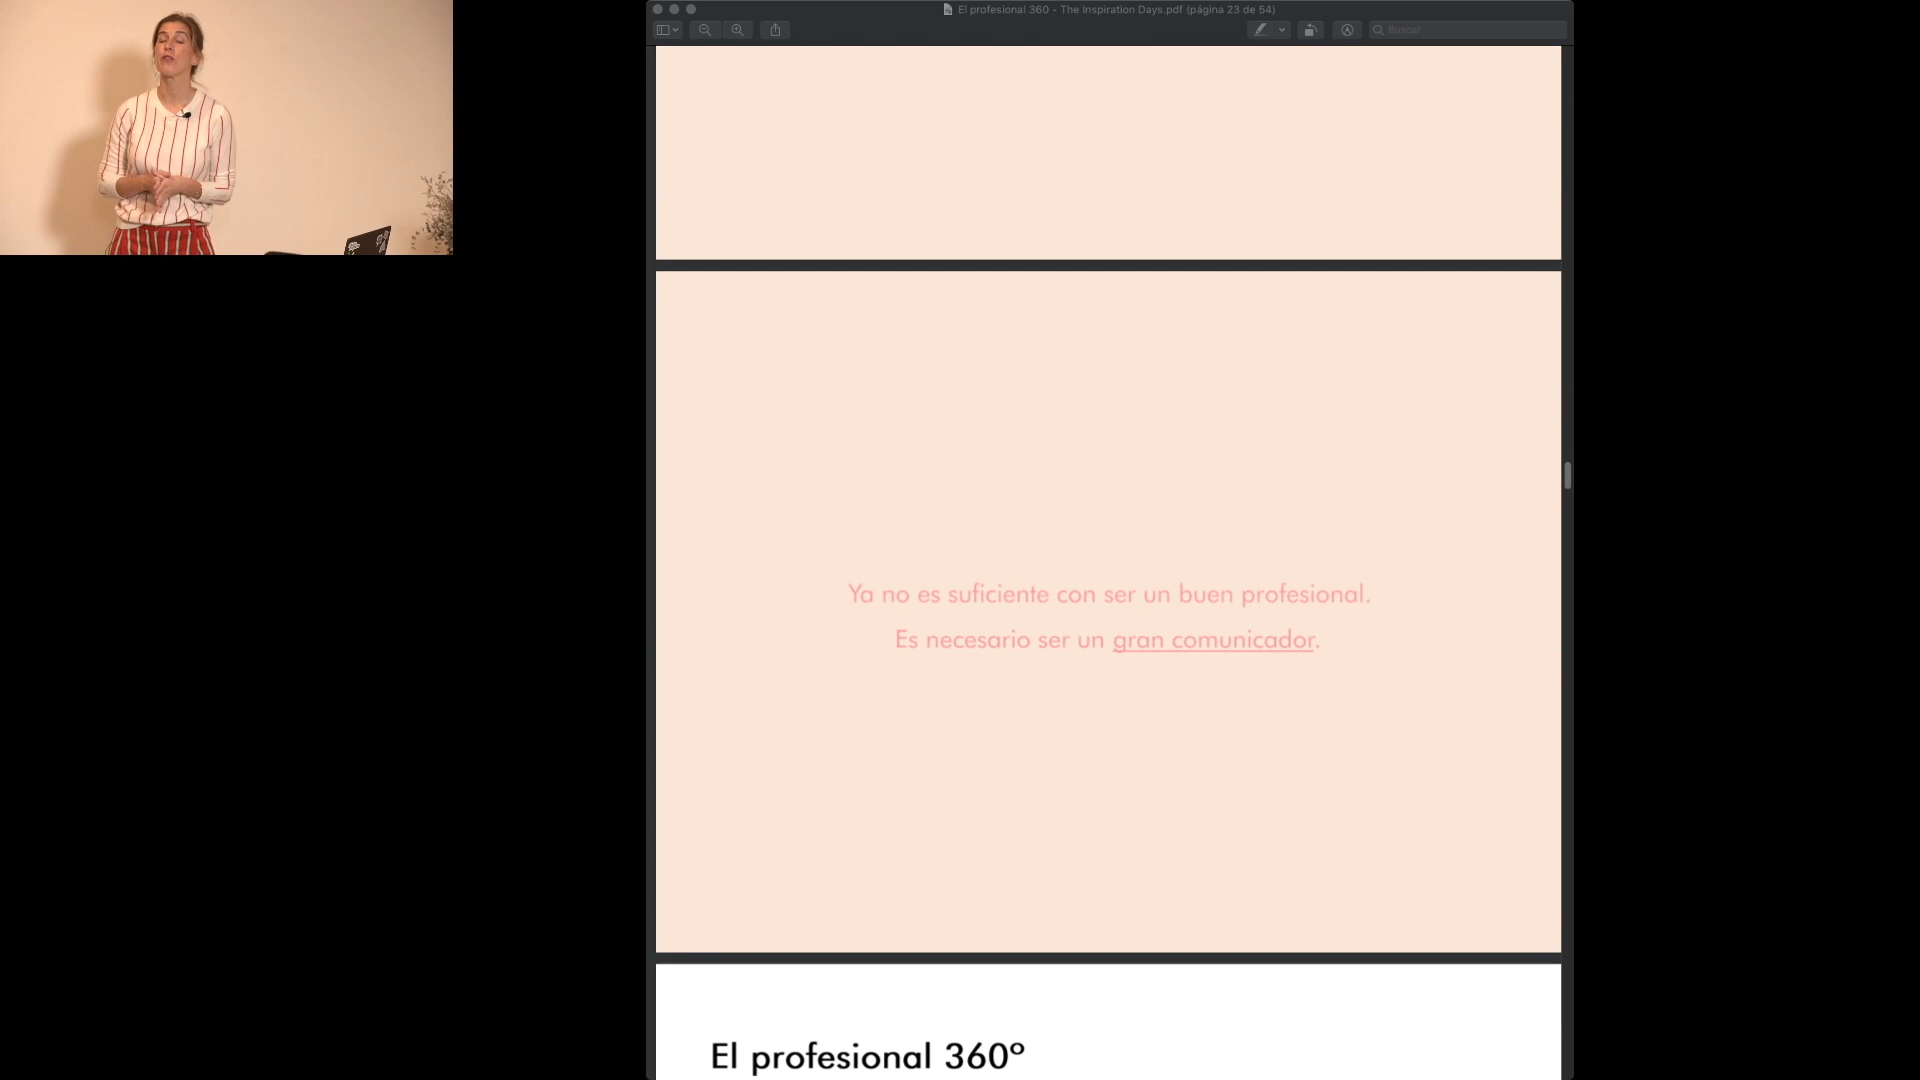 El profesional 360 - The Inspiration Days.pdf (página 23 de 54)
Buscar
Ya no es suficiente con ser un buen profesional.
Es necesario ser un gran comunicador.
El profesional 360º